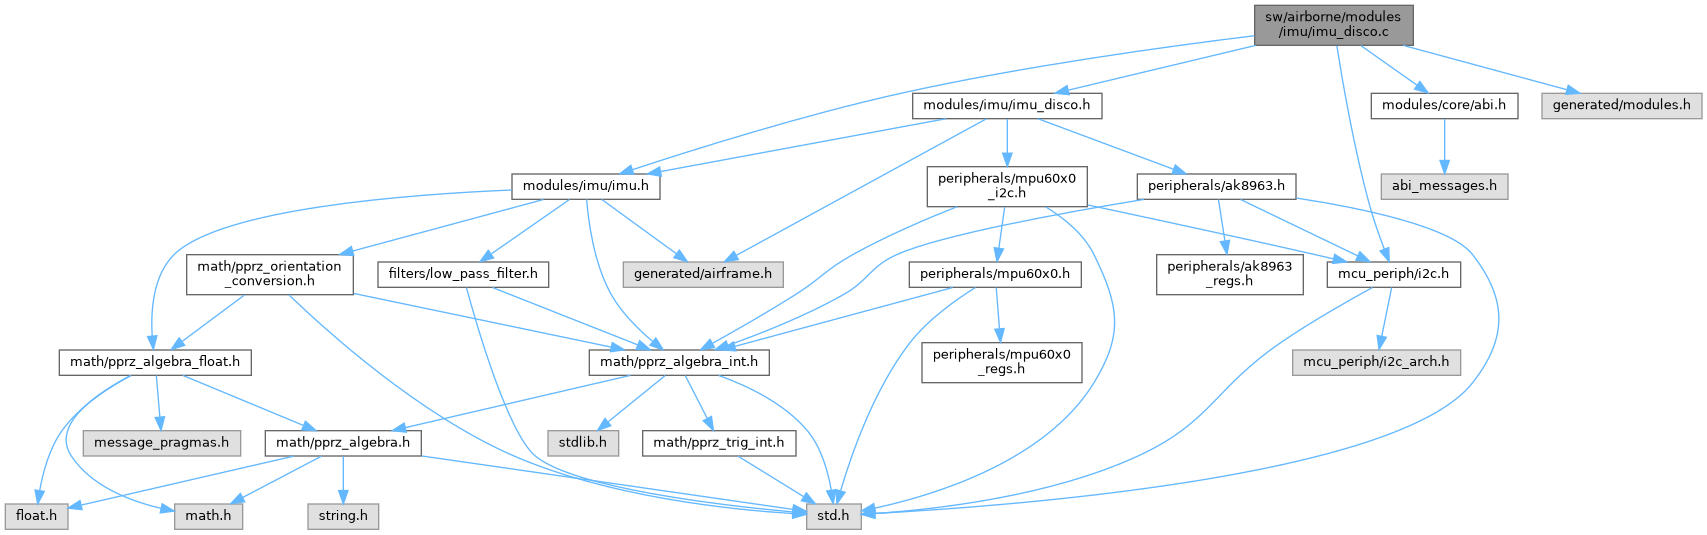 sw/airborne/modules
/imu/imu_disco.c
modules/imu/imu_disco.h
modules/core/abi.h
generated/modules.h
modules/imu/imu.h
peripherals/mpu60x0
_i2c.h
peripherals/ak8963.h
abi_messages.h
math/pprz_orientation
_conversion.h
filters/low_pass_filter.h
generated/airframe.h
peripherals/mpu60x0.h
peripherals/ak8963
_regs.h
mcu_periph/i2c.h
math/pprz_algebra_float.h
math/pprz_algebra_int.h
peripherals/mpu60x0
_regs.h
mcu_periph/i2c_arch.h
message_pragmas.h
math/pprz_algebra.h
stdlib.h
math/pprz_trig_int.h
float.h
math.h
string.h
std.h